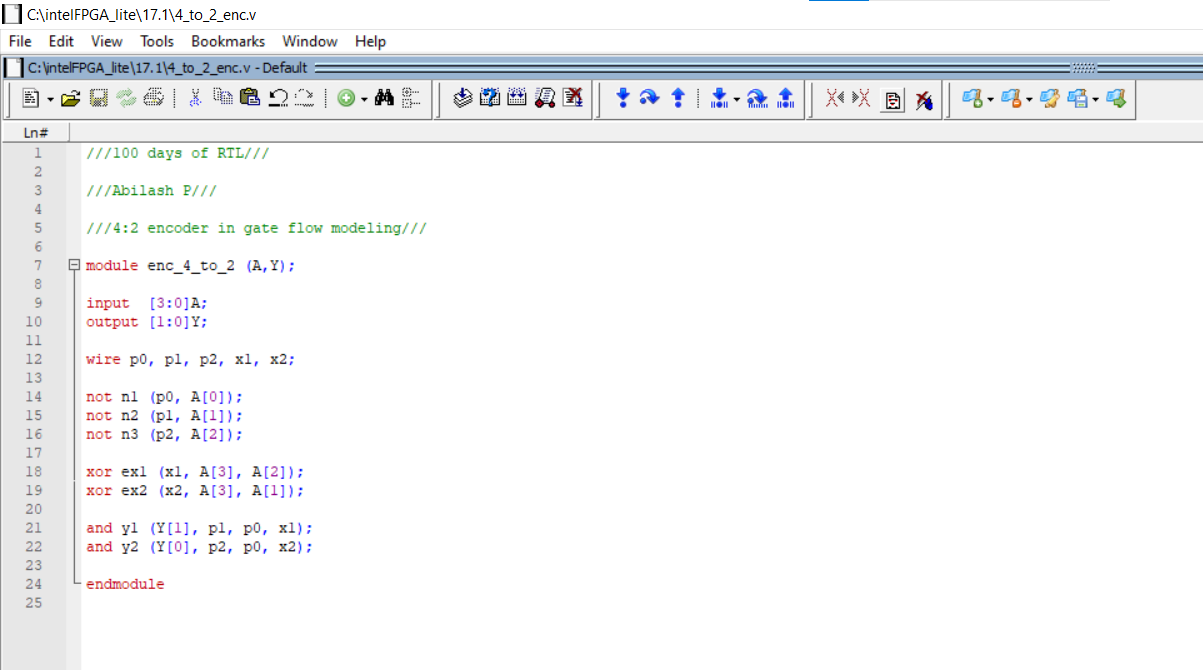 C:\intelFPGA_lite\17.1\4_to_2_enc.v
File Edit View Tools Bookmarks Window Help
C:\intelFPGA_lite\17.1\4_to_2_enc.v - Default
Ln#
1 ///100 days of RTL///
2
3 ///Abilash P///
4
5 ///4:2 encoder in gate flow modeling///
6
7 module enc_4_to_2 (A,Y);
8
9 input [3:0]A;
10 output [1:0]Y;
11
12 wire p0, p1, p2, x1, x2;
13
14 not n1 (p0, A[0]);
15 not n2 (p1, A[1]);
16 not n3 (p2, A[2]);
17
18 xor ex1 (x1, A[3], A[2]);
19 xor ex2 (x2, A[3], A[1]);
20
21 and y1 (Y[1], p1, p0, x1);
22 and y2 (Y[0], p2, p0, x2);
23
24 endmodule
25